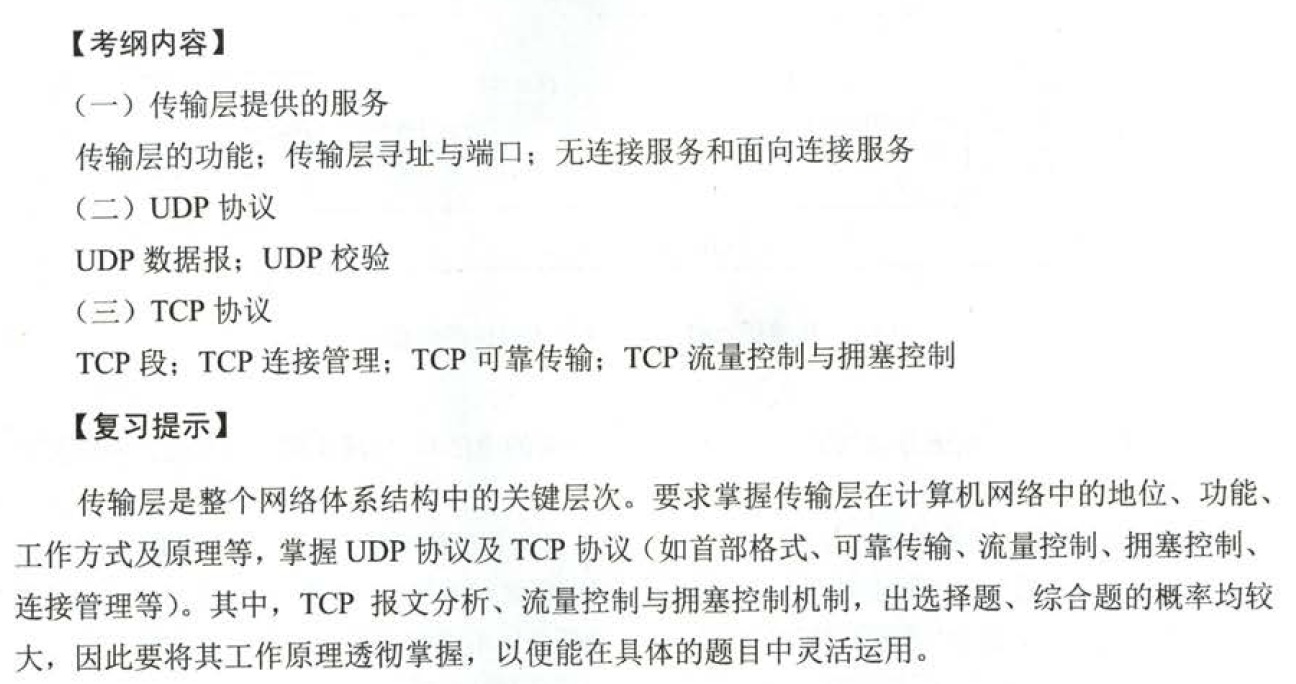 【考纲内容】
（一）传输层提供的服务
传输层的功能；传输层寻址与端口；无连接服务和面向连接服务
（二）UDP 协议
UDP 数据报；UDP 校验
（三）TCP 协议
TCP 段；TCP 连接管理；TCP 可靠传输；TCP 流量控制与拥塞控制
【复习提示】
传输层是整个网络体系结构中的关键层次。要求掌握传输层在计算机网络中的地位、功能、
工作方式及原理等，掌握 UDP 协议及 TCP 协议（如首部格式、可靠传输、流量控制、拥塞控制、
连接管理等）。其中，TCP 报文分析、流量控制与拥塞控制机制，出选择题、综合题的概率均较
大，因此要将其工作原理透彻掌握，以便能在具体的题目中灵活运用。